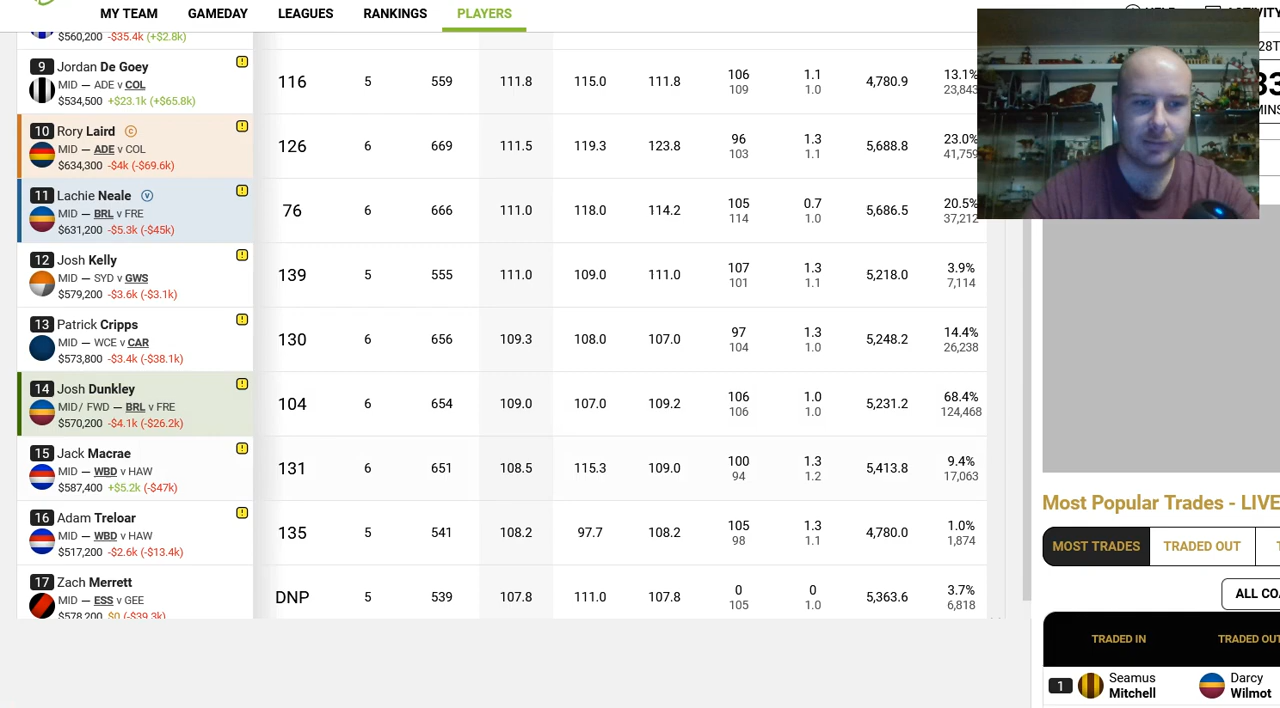 MY TEAM GAMEDAY LEAGUES RANKINGS PLAYERS
$560,200 -$35.4k (+$2.8k)
9 Jordan De Goey
MID — ADE v COL
$534,500 +$23.1k (+$65.8k)
116 5 559 111.8 115.0 111.8 106 1.1 4,780.9 13.1%
109 1.0 23,843
10 Rory Laird C
MID — ADE v COL
$634,300 -$4k (-$69.6k)
126 6 669 111.5 119.3 123.8 96 1.3 5,688.8 23.0%
103 1.1 41,759
11 Lachie Neale V
MID — BRL v FRE
$631,200 -$5.3k (-$45k)
76 6 666 111.0 118.0 114.2 105 0.7 5,686.5 20.5%
114 1.0 37,212
12 Josh Kelly
MID — SYD v GWS
$579,200 -$3.6k (-$3.1k)
139 5 555 111.0 109.0 111.0 107 1.3 5,218.0 3.9%
101 1.1 7,114
13 Patrick Cripps
MID — WCE v CAR
$573,800 -$3.4k (-$38.1k)
130 6 656 109.3 108.0 107.0 97 1.3 5,248.2 14.4%
104 1.0 26,238
14 Josh Dunkley
MID/ FWD — BRL v FRE
$570,200 -$4.1k (-$26.2k)
104 6 654 109.0 107.0 109.2 106 1.0 5,231.2 68.4%
106 1.0 124,468
15 Jack Macrae
MID — WBD v HAW
$587,400 +$5.2k (-$47k)
131 6 651 108.5 115.3 109.0 100 1.3 5,413.8 9.4%
94 1.2 17,063
16 Adam Treloar
MID — WBD v HAW
$517,200 -$2.6k (-$13.4k)
135 5 541 108.2 97.7 108.2 105 1.3 4,780.0 1.0%
98 1.1 1,874
17 Zach Merrett
MID — ESS v GEE
$578,200 $0 (-$39.3k)
DNP 5 539 107.8 111.0 107.8 0 0 5,363.6 3.7%
105 1.0 6,818
28T
MINS
Most Popular Trades - LIVE
MOST TRADES TRADED OUT T
ALL CO
TRADED IN TRADED OUT
1 Seamus Mitchell Darcy Wilmot